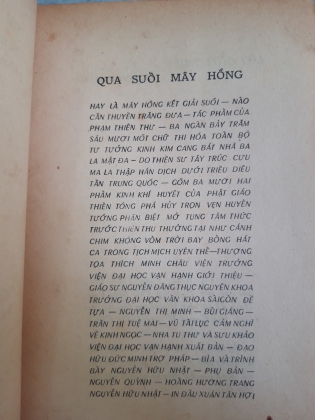 QUA SUỐI MÂY HỒNG
HAY LÀ MÂY HỒNG KẾT GIẢI SUỐI — NÀO
CẦN THUYỀN TRĂNG ĐƯA — TÁC PHẨM CỦA
PHẠM THIÊN THƯ — BA NGÀN BẢY TRĂM
SÁU MƯƠI MỐT CHỮ THI HÓA TOÀN BỘ
TƯ TƯỞNG KINH KIM CANG BÁT NHÃ BA
LA MẬT ĐA — DO THIỀN SƯ TÂY TRÚC CƯU
MA LA THẬP HÁN DỊCH DƯỚI TRIỀU DIÊU
TẦN TRUNG QUỐC — GỒM BA MƯƠI HAI
PHẨM KINH KHÍ HUYẾT CỦA PHẬT GIÁO
THIỀN TÔNG PHÁ HỦY TRỌN VẸN HUYỄN
TƯỚNG PHÂN BIỆT MỞ TUNG TÂM THỨC
TRƯỚC THIÊN THU THƯỜNG TẠI NHƯ CÁNH
CHIM KHÔNG VÒM TRỜI BAY BỔNG HÁT
CA TRONG TỊCH MỊCH UYÊN THỂ — THƯỢNG
TỌA THÍCH MINH CHÂU VIỆN TRƯỞNG
VIỆN ĐẠI HỌC VẠN HẠNH GIỚI THIỆU —
GIÁO SƯ NGUYỄN ĐĂNG THỤC NGUYÊN KHOA
TRƯỞNG ĐẠI HỌC VĂN KHOA SÀIGÒN ĐỀ
TỰA — NGUYỄN THỊ MINH — BÙI GIÁNG —
TRẦN THỊ TUỆ MAI — VŨ TÀI LỤC CẢM NGHĨ
VỀ KINH NGỌC — NHA TU THƯ VÀ SƯU KHẢO
VIỆN ĐẠI HỌC VẠN HẠNH XUẤT BẢN — ĐẠO
HỮU ĐỨC MINH TRỢ PHÁP — BÌA VÀ TRÌNH
BÀY NGUYỄN HỮU NHẬT — PHỤ BẢN —
NGUYỄN QUỲNH — HOÀNG HƯƠNG TRANG
NGUYỄN HỮU NHẬT — IN ĐẦU XUÂN TÂN HỢI